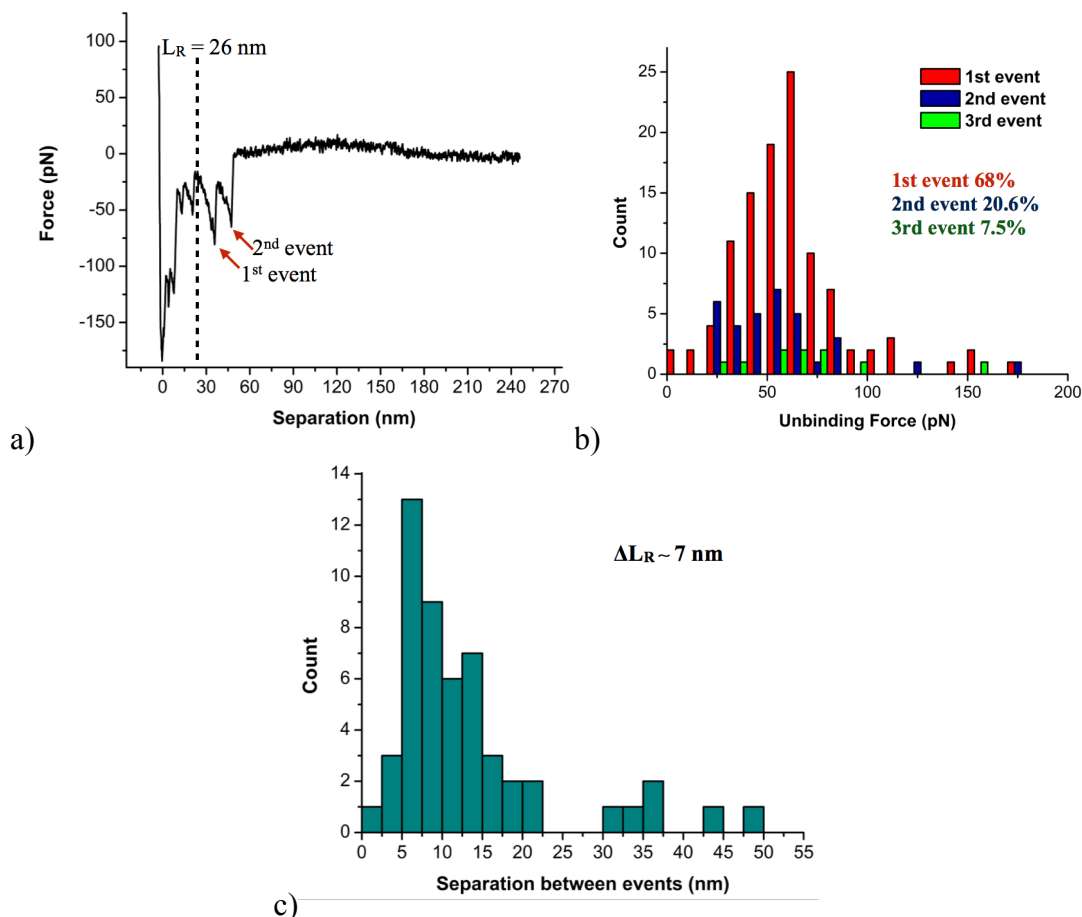 L_R = 26 nm
100
50
0
-50
-100
-150
Force (pN)
2nd event
1st event
0 30 60 90 120 150 180 210 240 270
Separation (nm)
a)
25
20
15
10
5
0
Count
1st event
2nd event
3rd event
1st event 68%
2nd event 20.6%
3rd event 7.5%
0 50 100 150 200
Unbinding Force (pN)
b)
14
12
10
8
6
4
2
0
Count
ΔL_R ~ 7 nm
0 5 10 15 20 25 30 35 40 45 50 55
Separation between events (nm)
c)